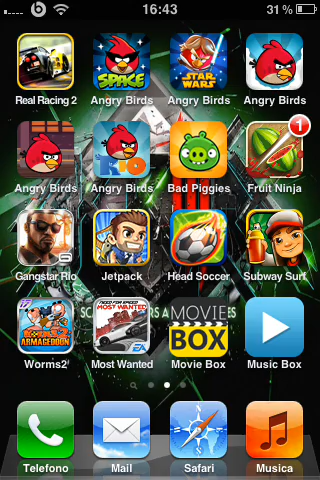 16:43
31 %
Real Racing 2
SPACE
Angry Birds
STAR WARS
Angry Birds
Angry Birds
Angry Birds
RIO
Angry Birds
Bad Piggies
1
Fruit Ninja
Gangstar Rio
Jetpack
Head Soccer
Subway Surf
WORMS 2
ARMAGEDDON
Worms2
NEED FOR SPEED
MOST WANTED
Most Wanted
MOVIE
BOX
Movie Box
Music Box
Telefono
Mail
Safari
Musica